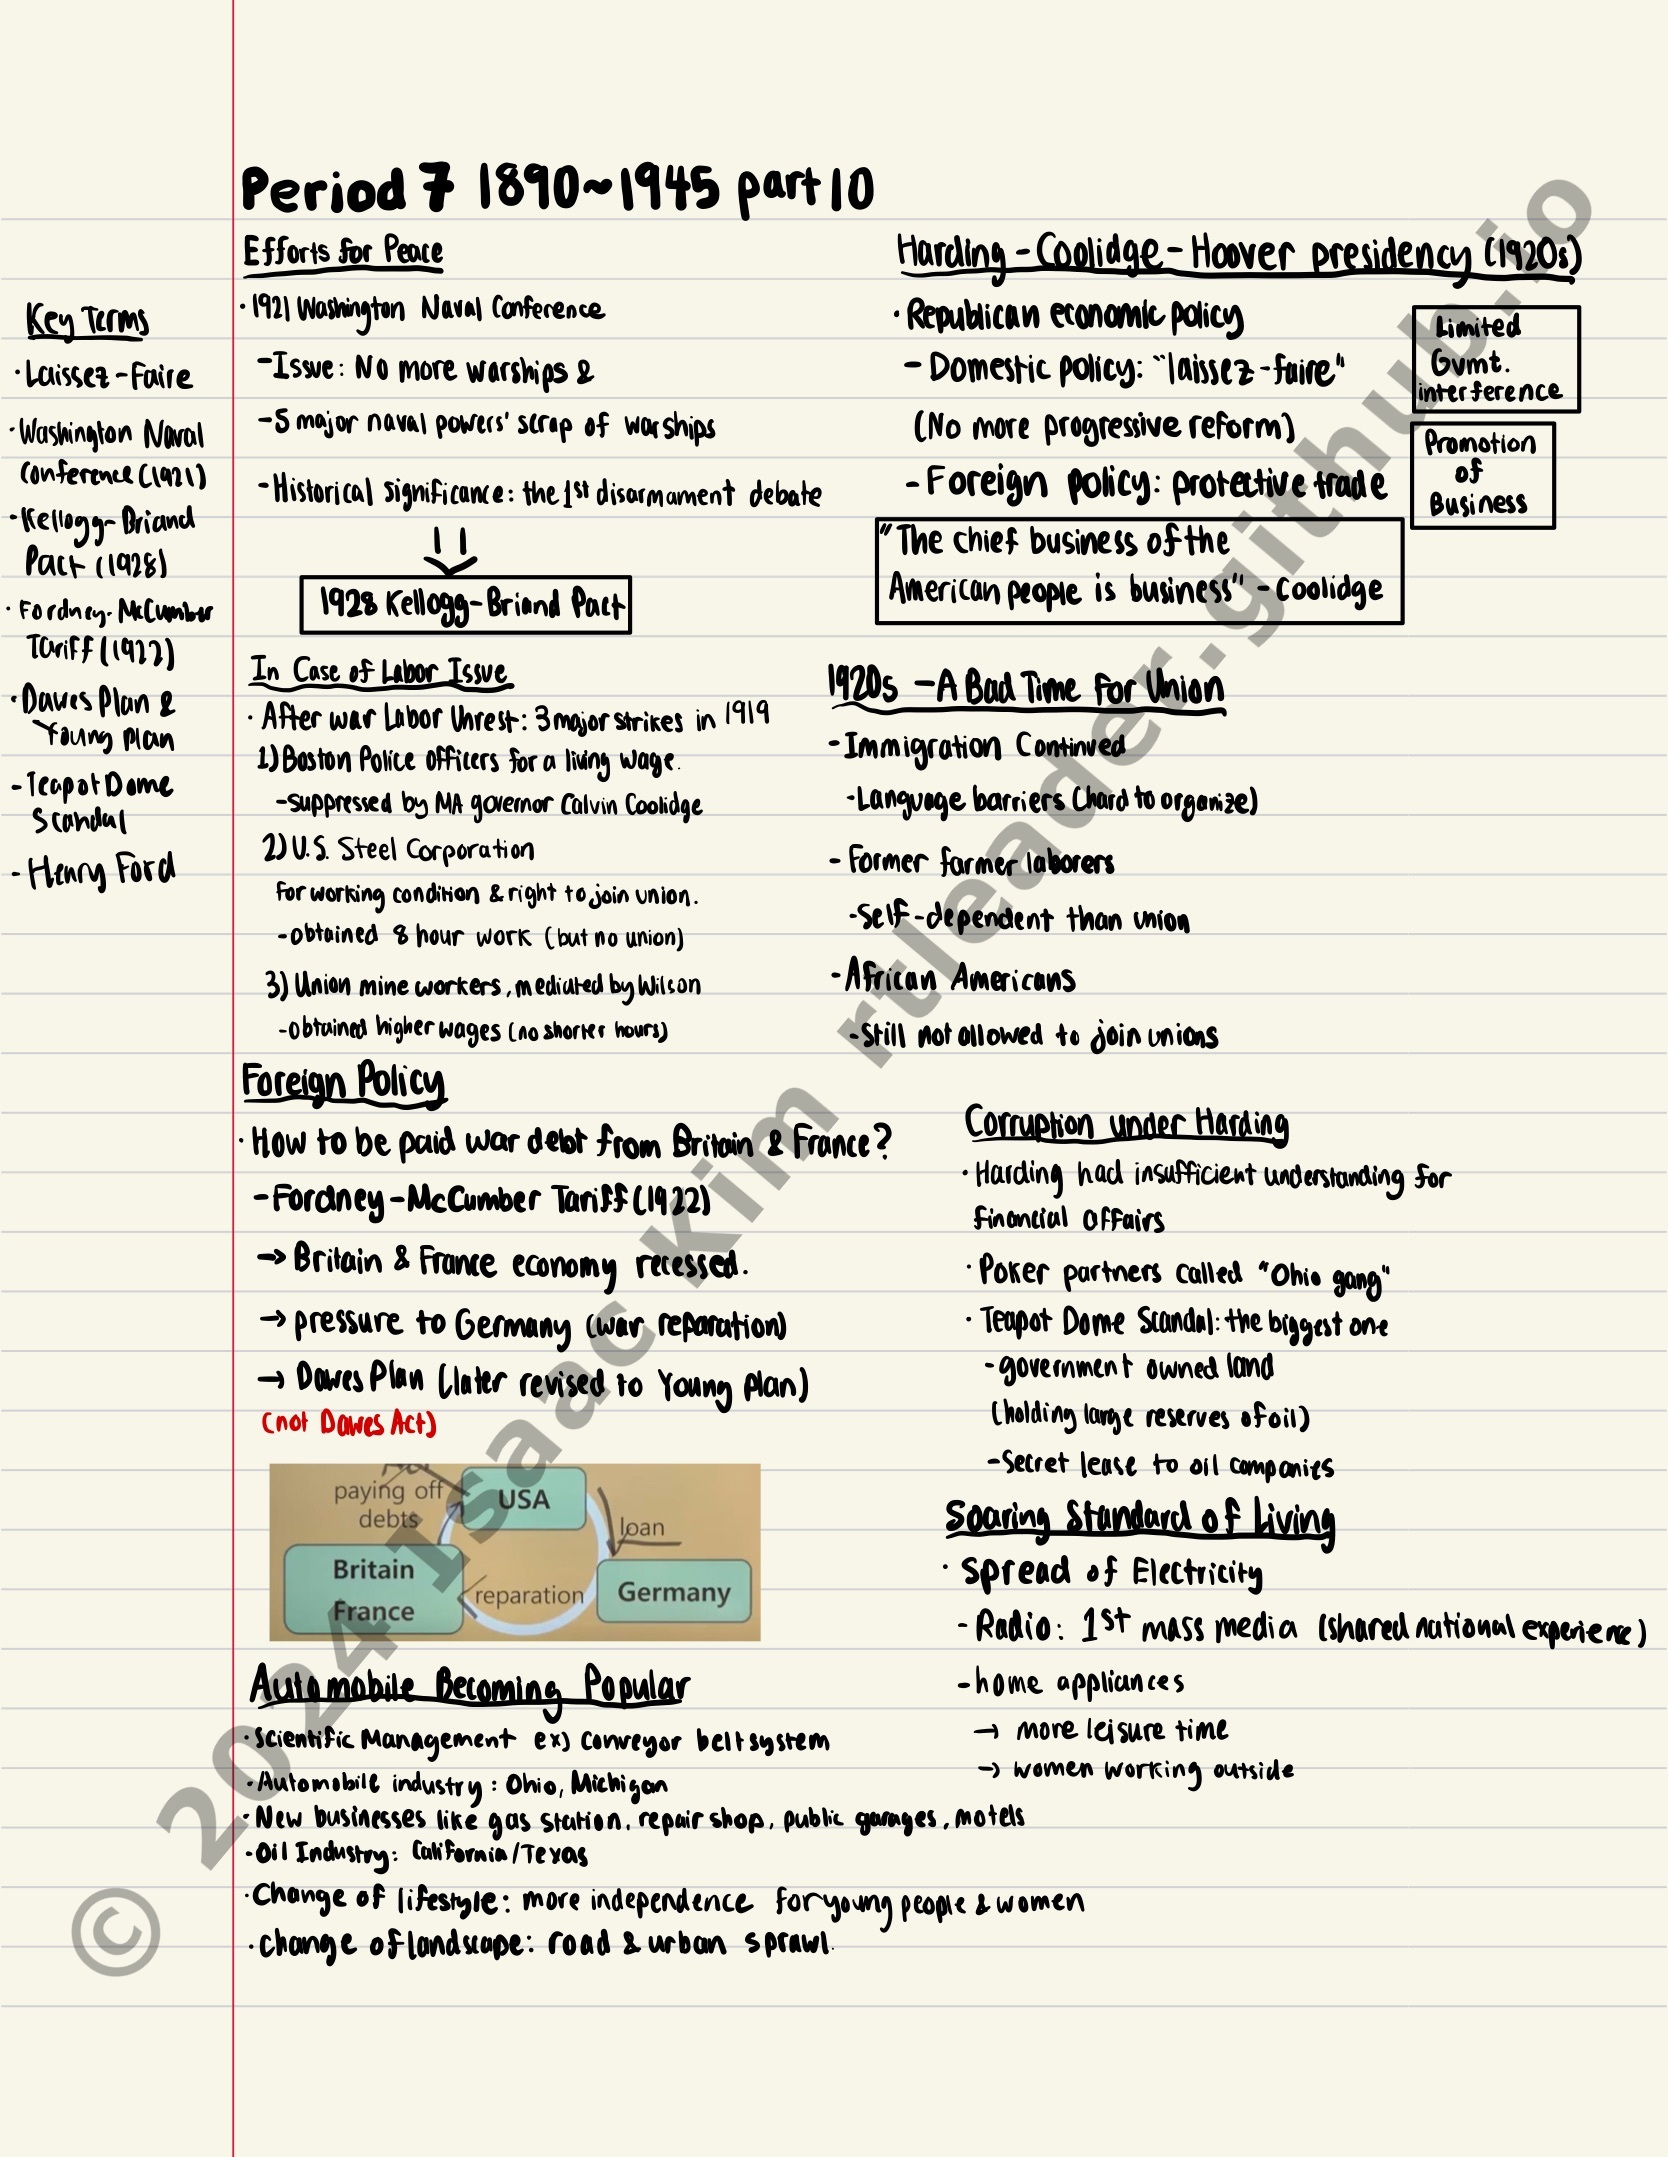 Period 7 1890~1945 part 10
Key Terms
· Laissez-Faire
· Washington Naval
Conference (1921)
· Kellogg-Briand
Pact (1928)
· Fordney-McCumber
Tariff (1922)
· Dawes Plan &
Young plan
- Teapot Dome
Scandal
- Henry Ford
Efforts for Peace
· 1921 Washington Naval Conference
- Issue: No more warships &
- 5 major naval powers' scrap of warships
- Historical significance: the 1st disarmament debate
1928 Kellogg-Briand Pact
In Case of Labor Issue
· After war Labor Unrest: 3 major strikes in 1919
1) Boston Police officers for a living wage.
- suppressed by MA governor Calvin Coolidge
2) U.S. Steel Corporation
for working condition & right to join union.
- obtained 8 hour work (but no union)
3) Union mine workers, mediated by Wilson
- obtained higher wages (no shorter hours)
Foreign Policy
· How to be paid war debt from Britain & France?
- Fordney-McCumber Tariff (1922)
→ Britain & France economy recessed.
→ pressure to Germany (war reparation)
→ Dawes Plan (later revised to Young plan)
(not Dawes Act)
paying off
debts
USA
loan
Britain
France
reparation
Germany
Automobile Becoming Popular
· Scientific Management ex) conveyor belt system
· Automobile industry: Ohio, Michigan
· New businesses like gas station, repair shop, public garages, motels
· Oil Industry: California/Texas
· Change of lifestyle: more independence for young people & women
· change of landscape: road & urban sprawl.
Harding-Coolidge-Hoover presidency (1920s)
· Republican economic policy
- Domestic policy: "laissez-faire"
(No more progressive reform)
- Foreign policy: protective trade
Limited
Gvmt.
interference
Promotion
of
Business
"The chief business of the
American people is business" - Coolidge
1920s - A Bad Time For Union
- Immigration Continued
- Language barriers (hard to organize)
- Former farmer laborers
- Self-dependent than union
- African Americans
- Still not allowed to join unions
Corruption under Harding
· Harding had insufficient understanding for
financial affairs
· Poker partners called "Ohio gang"
· Teapot Dome Scandal: the biggest one
- government owned land
(holding large reserves of oil)
- Secret lease to oil companies
Soaring Standard of Living
· Spread of Electricity
- Radio: 1st mass media (shared national experience)
- home appliances
→ more leisure time
→ women working outside
© 2024 Isaac Kim rtleader.github.io